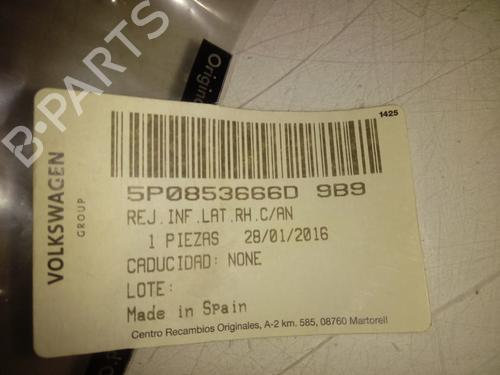 B-PARTS
Origina
1425
VOLKSWAGEN
GROUP
5P0853666D 9B9
REJ.INF.LAT.RH.C/AN
1 PIEZAS 28/01/2016
CADUCIDAD: NONE
LOTE:
Made in Spain
Centro Recambios Originales, A-2 km. 585, 08760 Martorell